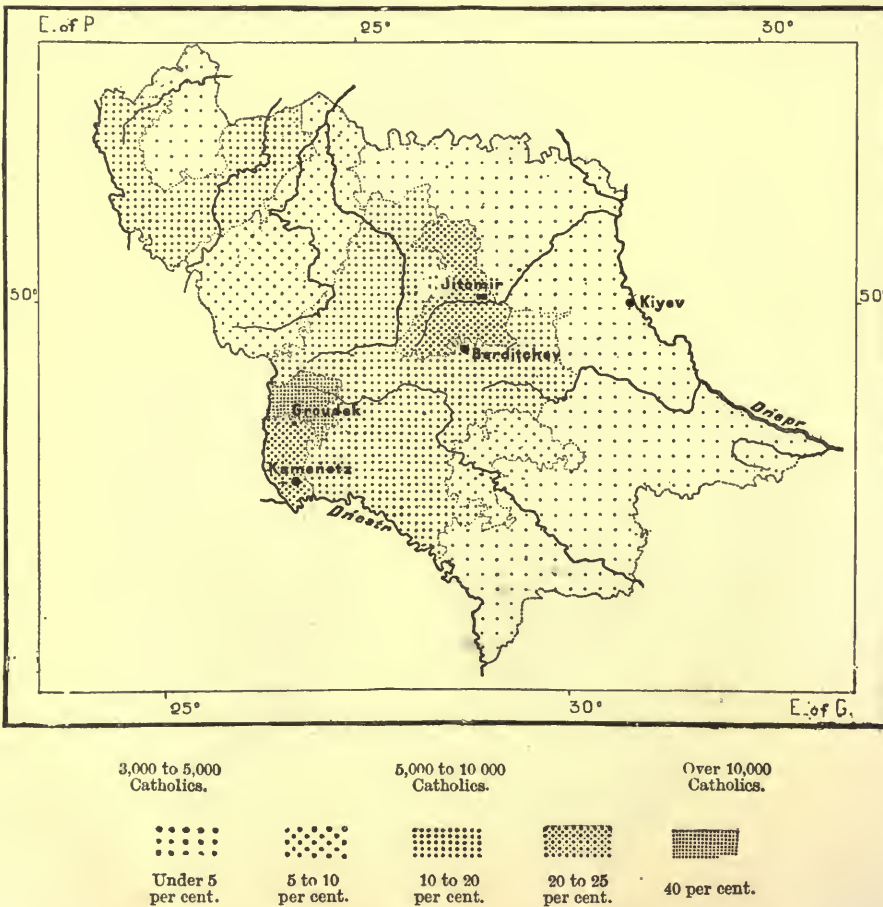 E. of P
25°
30°
50°
50°
Jitomir
Kiyev
Berditchev
Groudek
Dniepr
Kamenetz
Dniestr
25°
30°
E. of G.
3,000 to 5,000 5,000 to 10 000 Over 10,000
Catholics. Catholics. Catholics.
Under 5 5 to 10 10 to 20 20 to 25 40 per cent.
per cent. per cent. per cent. per cent.